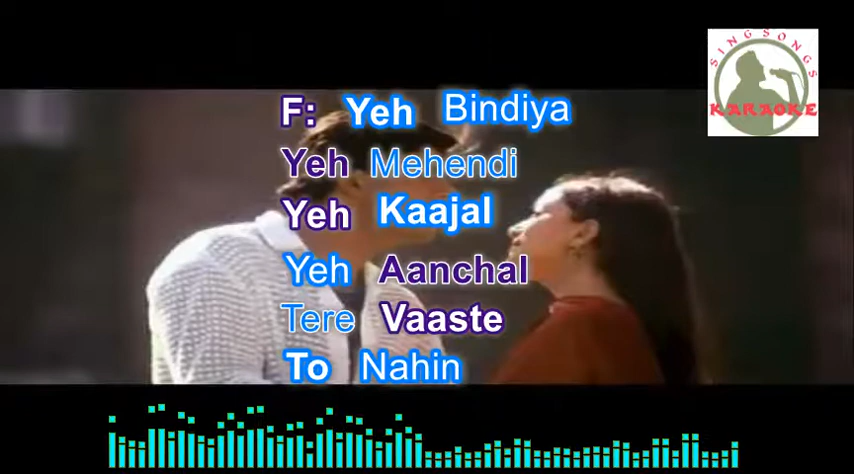 SING SONGS
KARAOKE
F: Yeh Bindiya
Yeh Mehendi
Yeh Kaajal
Yeh Aanchal
Tere Vaaste
To Nahin